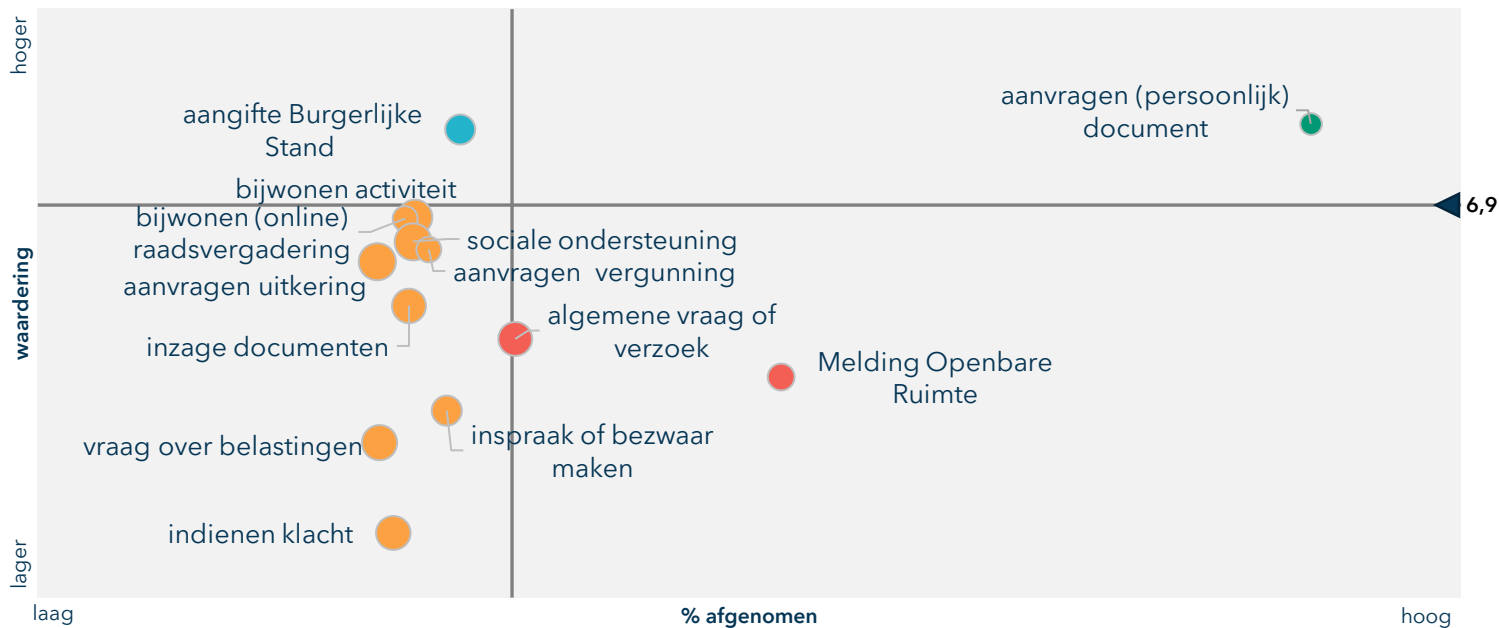 hoger
aangifte Burgerlijke
Stand
aanvragen (persoonlijk)
document
bijwonen activiteit
6,9
bijwonen (online)
raadsvergadering
sociale ondersteuning
aanvragen vergunning
aanvragen uitkering
waardering
algemene vraag of
verzoek
inzage documenten
Melding Openbare
Ruimte
inspraak of bezwaar
maken
vraag over belastingen
indienen klacht
lager
laag
% afgenomen
hoog